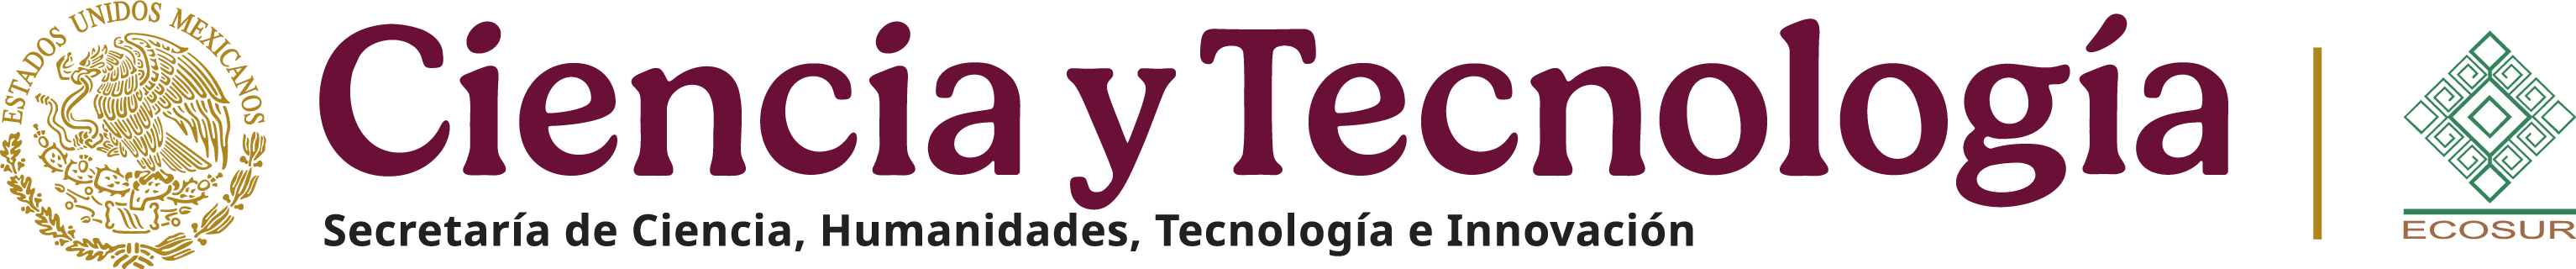 ESTADOS UNIDOS MEXICANOS
Ciencia y Tecnología
Secretaría de Ciencia, Humanidades, Tecnología e Innovación
ECOSUR